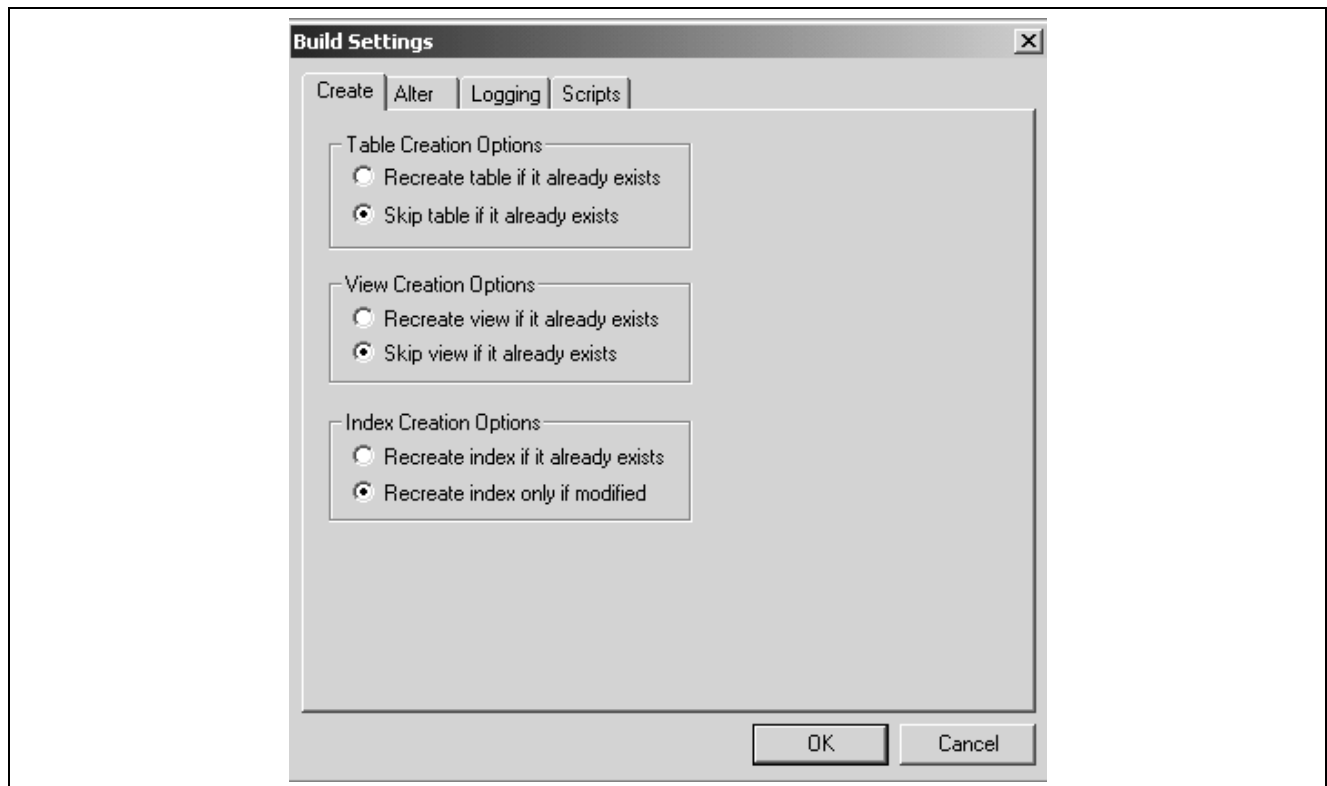 Build Settings
Create Alter Logging Scripts
Table Creation Options
Recreate table if it already exists
Skip table if it already exists
View Creation Options
Recreate view if it already exists
Skip view if it already exists
Index Creation Options
Recreate index if it already exists
Recreate index only if modified
OK Cancel